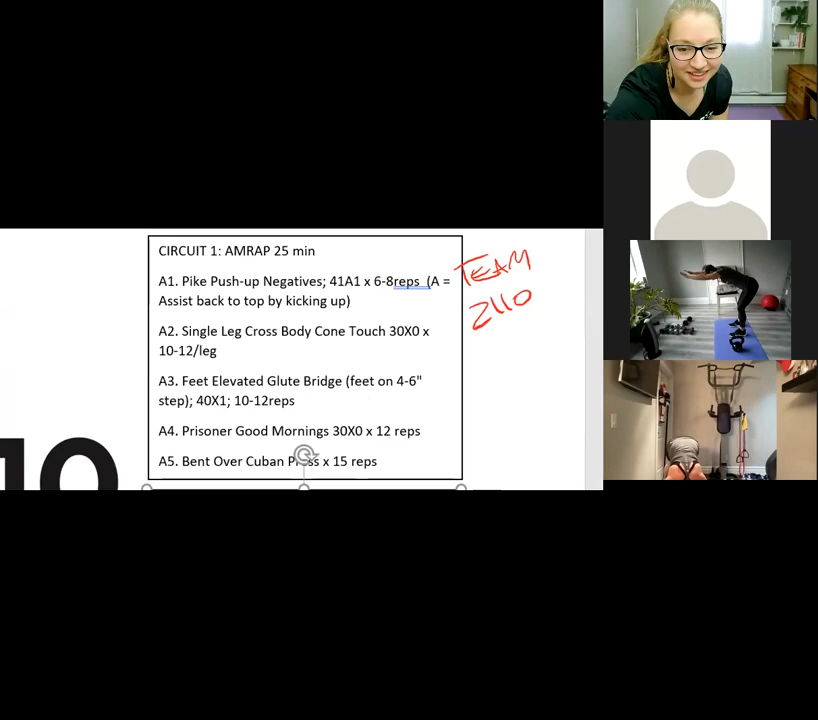 CIRCUIT 1: AMRAP 25 min
A1. Pike Push-up Negatives; 41A1 x 6-8reps  (A =
Assist back to top by kicking up)
A2. Single Leg Cross Body Cone Touch 30X0 x
10-12/leg
A3. Feet Elevated Glute Bridge (feet on 4-6"
step); 40X1; 10-12reps
A4. Prisoner Good Mornings 30X0 x 12 reps
A5. Bent Over Cuban Press x 15 reps
TEAM
2110
10